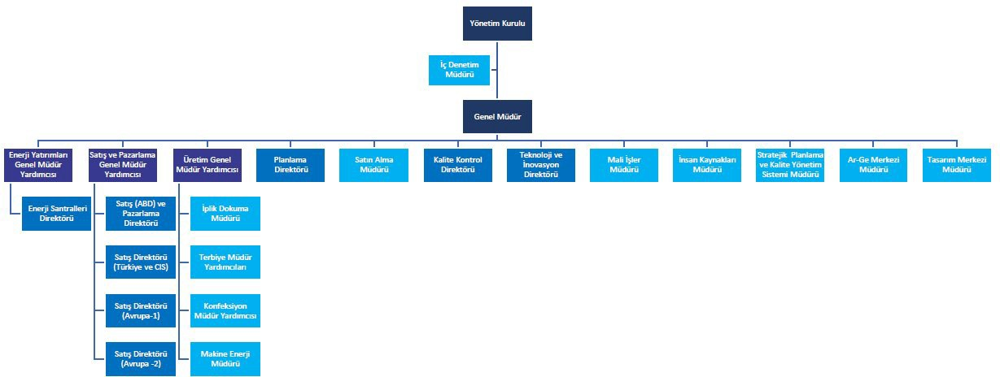 Yönetim Kurulu
İç Denetim
Müdürü
Genel Müdür
Enerji Yatırımları
Genel Müdür
Yardımcısı
Satış ve Pazarlama
Genel Müdür
Yardımcısı
Üretim Genel
Müdür Yardımcısı
Planlama
Direktörü
Satın Alma
Müdürü
Kalite Kontrol
Direktörü
Teknoloji ve
İnovasyon
Direktörü
Mali İşler
Müdürü
İnsan Kaynakları
Müdürü
Stratejik Planlama
ve Kalite Yönetim
Sistemi Müdürü
Ar-Ge Merkezi
Müdürü
Tasarım Merkezi
Müdürü
Enerji Santralleri
Direktörü
Satış (ABD) ve
Pazarlama
Direktörü
Satış Direktörü
(Türkiye ve CIS)
Satış Direktörü
(Avrupa-1)
Satış Direktörü
(Avrupa -2)
İplik Dokuma
Müdürü
Terbiye Müdür
Yardımcıları
Konfeksiyon
Müdür Yardımcısı
Makine Enerji
Müdürü